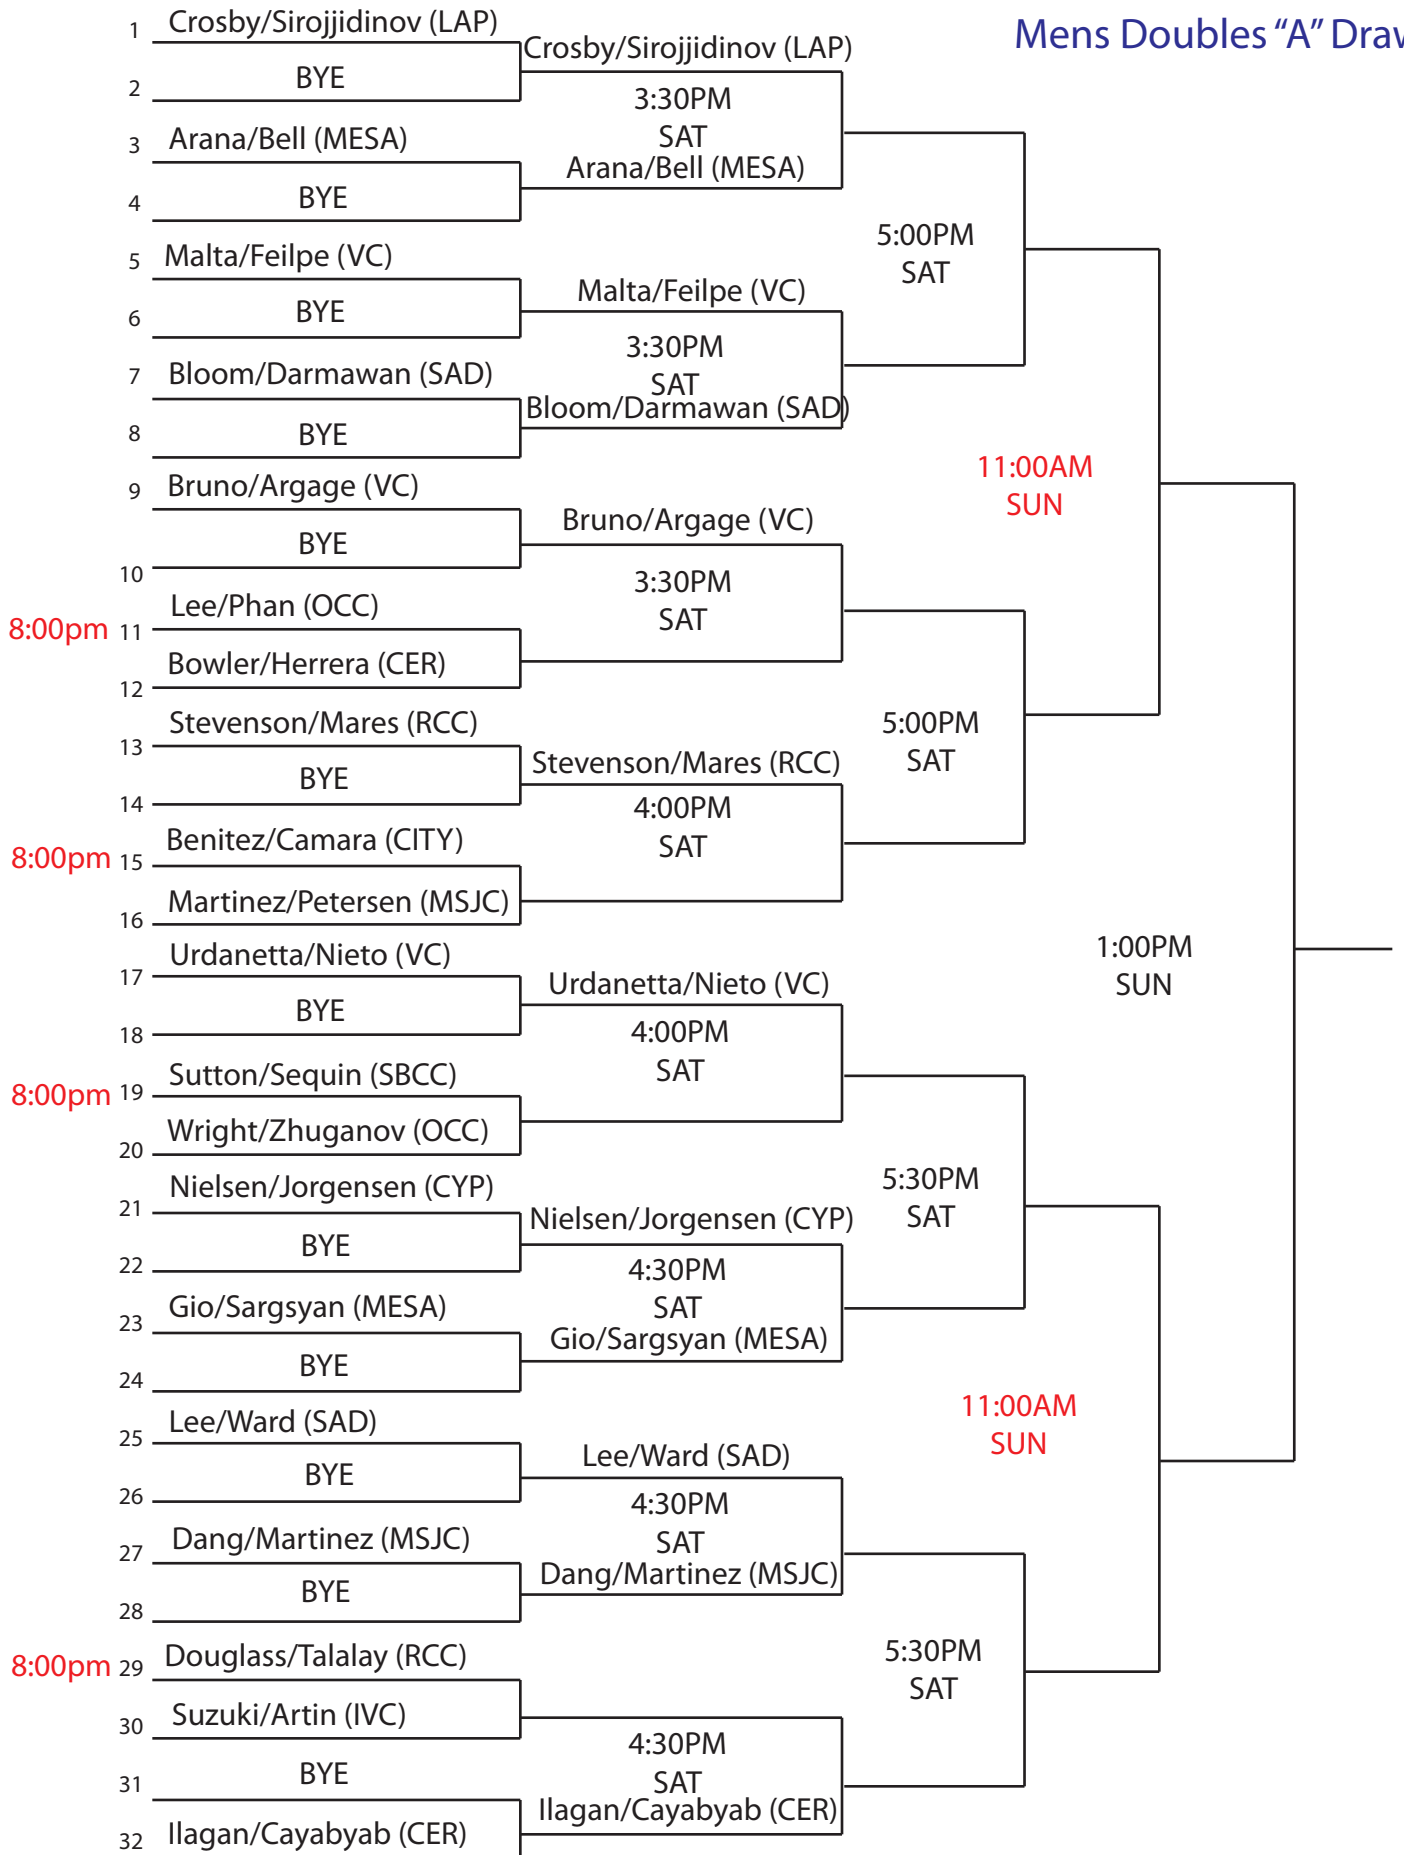 Mens Doubles “A” Draw
1 Crosby/Sirojjidinov (LAP)
2 BYE
3 Arana/Bell (MESA)
4 BYE
5 Malta/Feilpe (VC)
6 BYE
7 Bloom/Darmawan (SAD)
8 BYE
9 Bruno/Argage (VC)
10 BYE
8:00pm 11 Lee/Phan (OCC)
12 Bowler/Herrera (CER)
13 Stevenson/Mares (RCC)
14 BYE
8:00pm 15 Benitez/Camara (CITY)
16 Martinez/Petersen (MSJC)
17 Urdanetta/Nieto (VC)
18 BYE
8:00pm 19 Sutton/Sequin (SBCC)
20 Wright/Zhuganov (OCC)
21 Nielsen/Jorgensen (CYP)
22 BYE
23 Gio/Sargsyan (MESA)
24 BYE
25 Lee/Ward (SAD)
26 BYE
27 Dang/Martinez (MSJC)
28 BYE
8:00pm 29 Douglass/Talalay (RCC)
30 Suzuki/Artin (IVC)
31 BYE
32 Ilagan/Cayabyab (CER)
Crosby/Sirojjidinov (LAP)
3:30PM
SAT
Arana/Bell (MESA)
Malta/Feilpe (VC)
3:30PM
SAT
Bloom/Darmawan (SAD)
Bruno/Argage (VC)
3:30PM
SAT
Stevenson/Mares (RCC)
4:00PM
SAT
Urdanetta/Nieto (VC)
4:00PM
SAT
Nielsen/Jorgensen (CYP)
4:30PM
SAT
Gio/Sargsyan (MESA)
Lee/Ward (SAD)
4:30PM
SAT
Dang/Martinez (MSJC)
4:30PM
SAT
Ilagan/Cayabyab (CER)
5:00PM
SAT
5:00PM
SAT
5:30PM
SAT
5:30PM
SAT
11:00AM
SUN
11:00AM
SUN
1:00PM
SUN